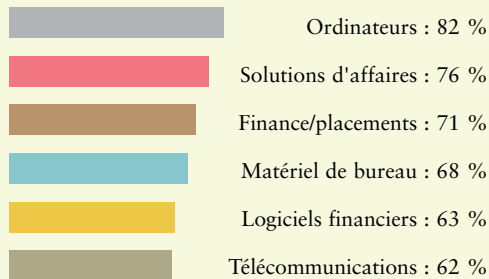 Ordinateurs : 82 %
Solutions d'affaires : 76 %
Finance/placements : 71 %
Matériel de bureau : 68 %
Logiciels financiers : 63 %
Télécommunications : 62 %